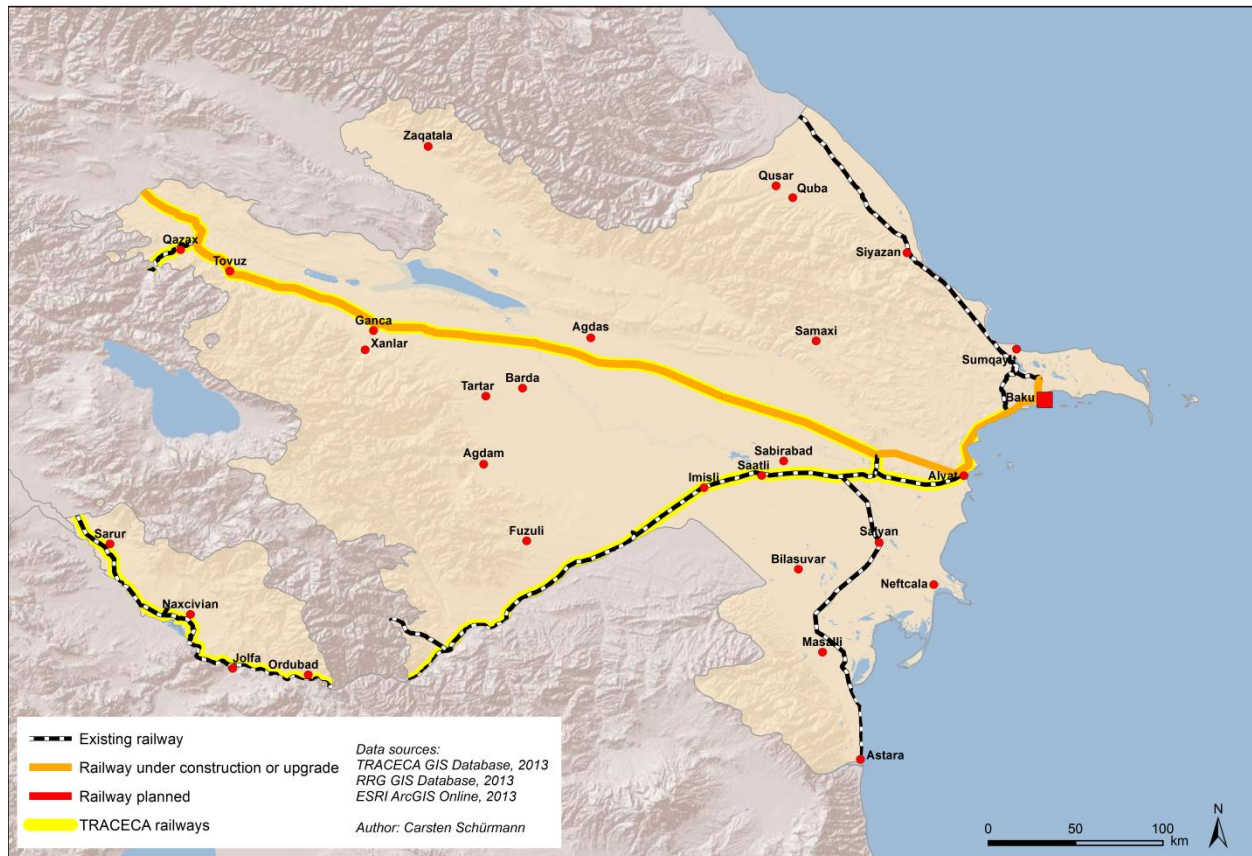 Zaqatala
Qusar
Quba
Qazax
Siyazan
Tovuz
Ganca
Agdas
Samaxi
Xanlar
Sumqayit
Tartar
Barda
Baku
Agdam
Sabirabad
Saatli
Imisli
Alyat
Sarur
Fuzuli
Salyan
Bilasuvar
Neftcala
Naxcivian
Masalli
Jolfa
Ordubad
Astara
Existing railway
Railway under construction or upgrade
Railway planned
TRACECA railways
Data sources:
TRACECA GIS Database, 2013
RRG GIS Database, 2013
ESRI ArcGIS Online, 2013
Author: Carsten Schürmann
N
0 50 100
km